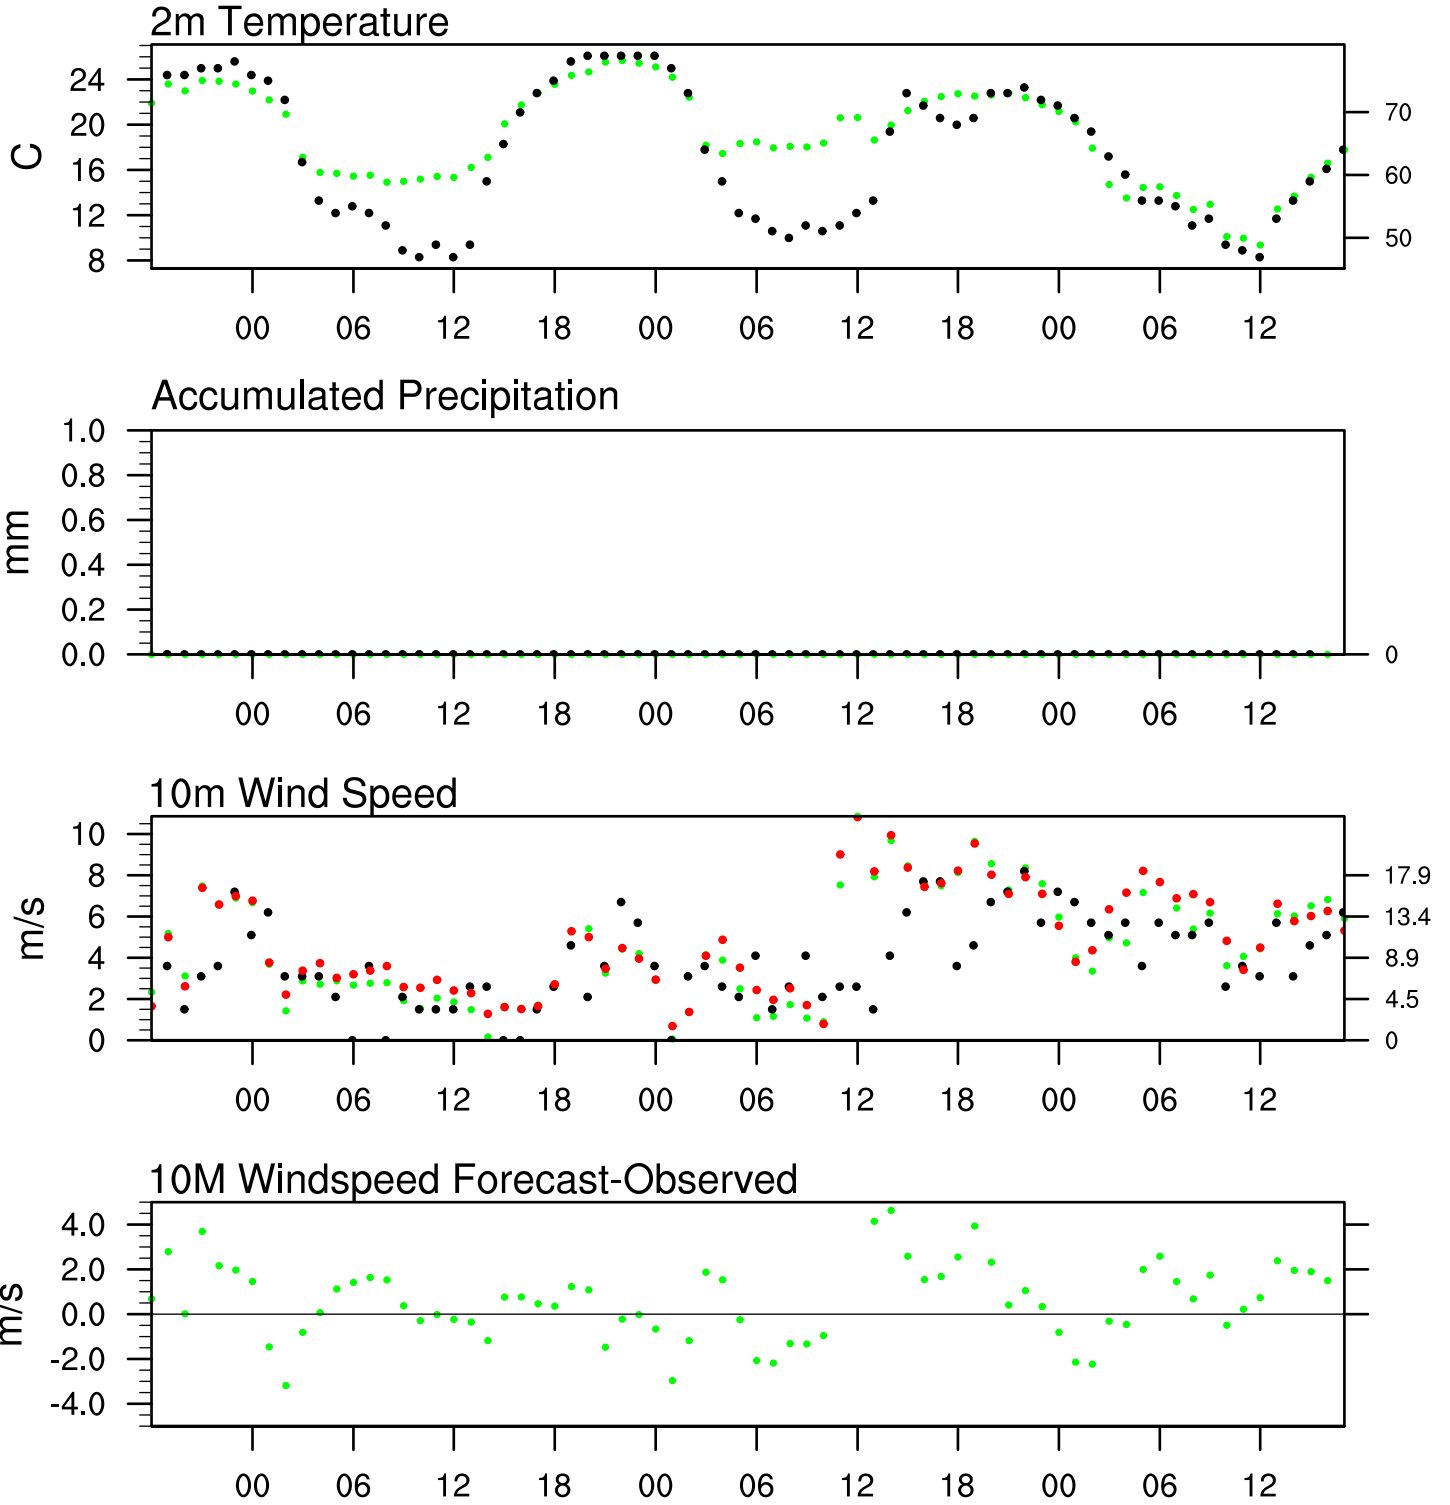 2m Temperature
24
20
16
12
8
C
70
60
50
00 06 12 18 00 06 12 18 00 06 12
Accumulated Precipitation
1.0
0.8
0.6
0.4
0.2
0.0
mm
0
00 06 12 18 00 06 12 18 00 06 12
10m Wind Speed
10
8
6
4
2
0
m/s
17.9
13.4
8.9
4.5
0
00 06 12 18 00 06 12 18 00 06 12
10M Windspeed Forecast-Observed
4.0
2.0
0.0
-2.0
-4.0
m/s
00 06 12 18 00 06 12 18 00 06 12